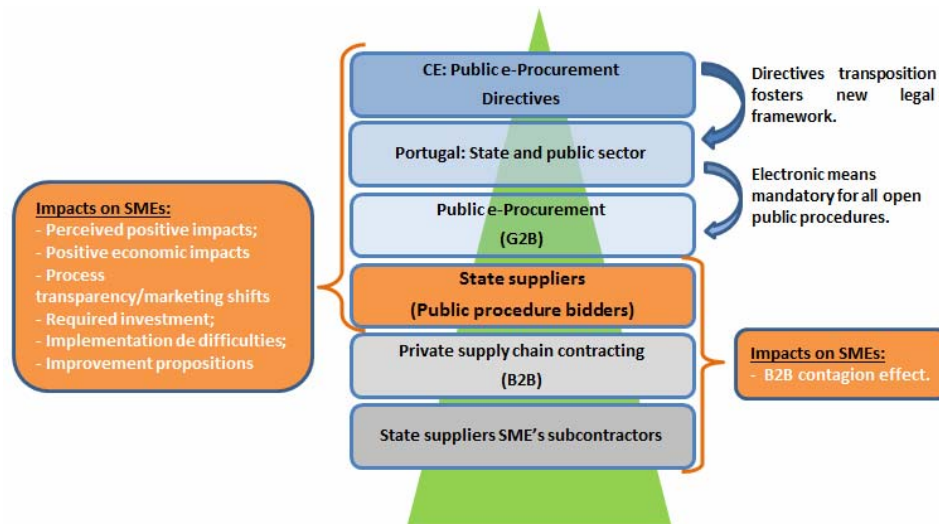 CE: Public e-Procurement
Directives
Directives transposition
fosters new legal
framework.
Portugal: State and public sector
Electronic means
mandatory for all open
public procedures.
Public e-Procurement
(G2B)
Impacts on SMEs:
- Perceived positive impacts;
- Positive economic impacts
- Process
transparency/marketing shifts
- Required investment;
- Implementation de difficulties;
- Improvement propositions
State suppliers
(Public procedure bidders)
Private supply chain contracting
(B2B)
Impacts on SMEs:
- B2B contagion effect.
State suppliers SME's subcontractors